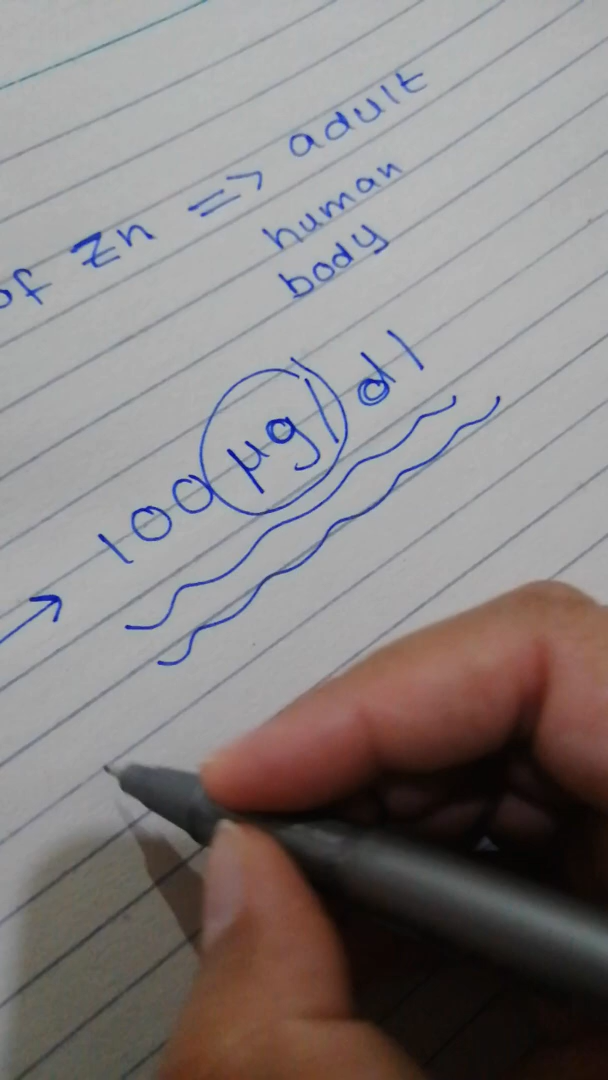 of Zn => adult
human
body
→ 100 µg/dl